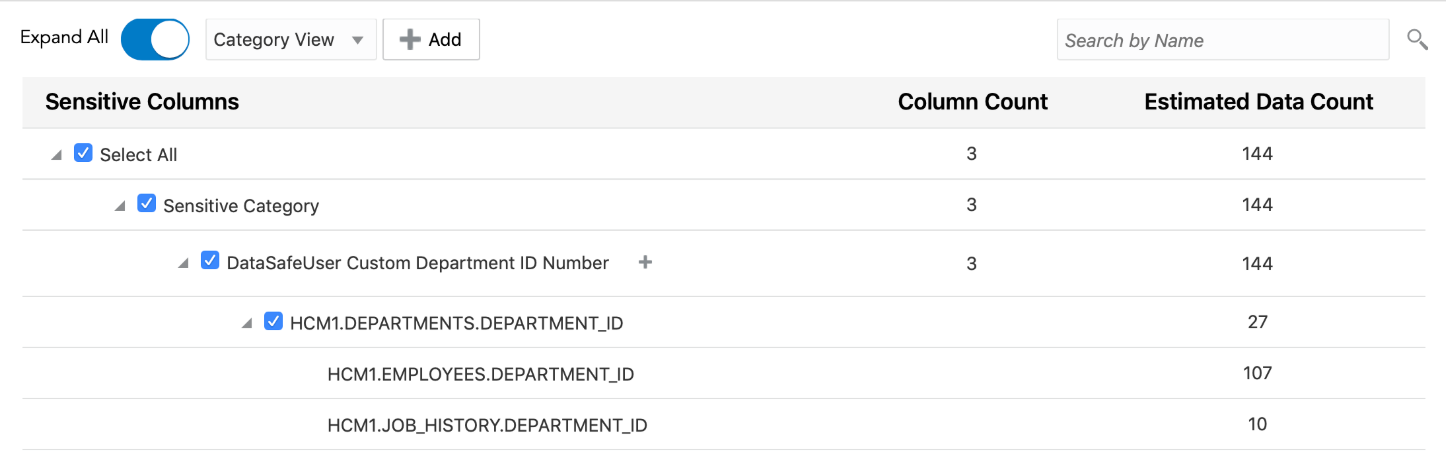 Expand All Category View Add Search by Name
Sensitive Columns Column Count Estimated Data Count
Select All 3 144
Sensitive Category 3 144
DataSafeUser Custom Department ID Number 3 144
HCM1.DEPARTMENTS.DEPARTMENT_ID 27
HCM1.EMPLOYEES.DEPARTMENT_ID 107
HCM1.JOB_HISTORY.DEPARTMENT_ID 10